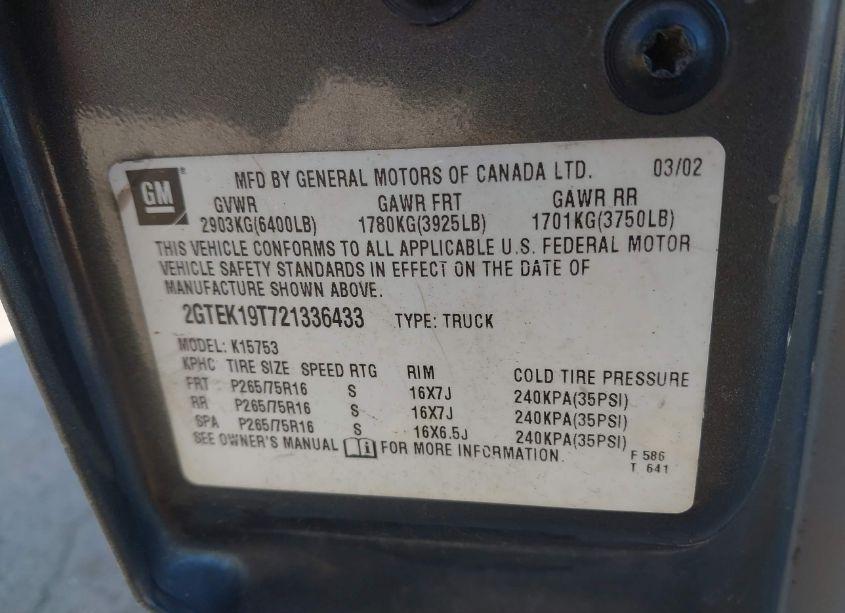 GM MFD BY GENERAL MOTORS OF CANADA LTD. 03/02
GVWR GAWR FRT GAWR RR
2903KG(6400LB) 1780KG(3925LB) 1701KG(3750LB)
THIS VEHICLE CONFORMS TO ALL APPLICABLE U.S. FEDERAL MOTOR
VEHICLE SAFETY STANDARDS IN EFFECT ON THE DATE OF
MANUFACTURE SHOWN ABOVE.
2GTEK19T721336433 TYPE: TRUCK
MODEL: K15753
KPHC TIRE SIZE SPEED RTG RIM COLD TIRE PRESSURE
FRT P265/75R16 S 16X7J 240KPA(35PSI)
RR P265/75R16 S 16X7J 240KPA(35PSI)
SPA P265/75R16 S 16X6.5J 240KPA(35PSI)
SEE OWNER'S MANUAL FOR MORE INFORMATION.
F 586
T 641